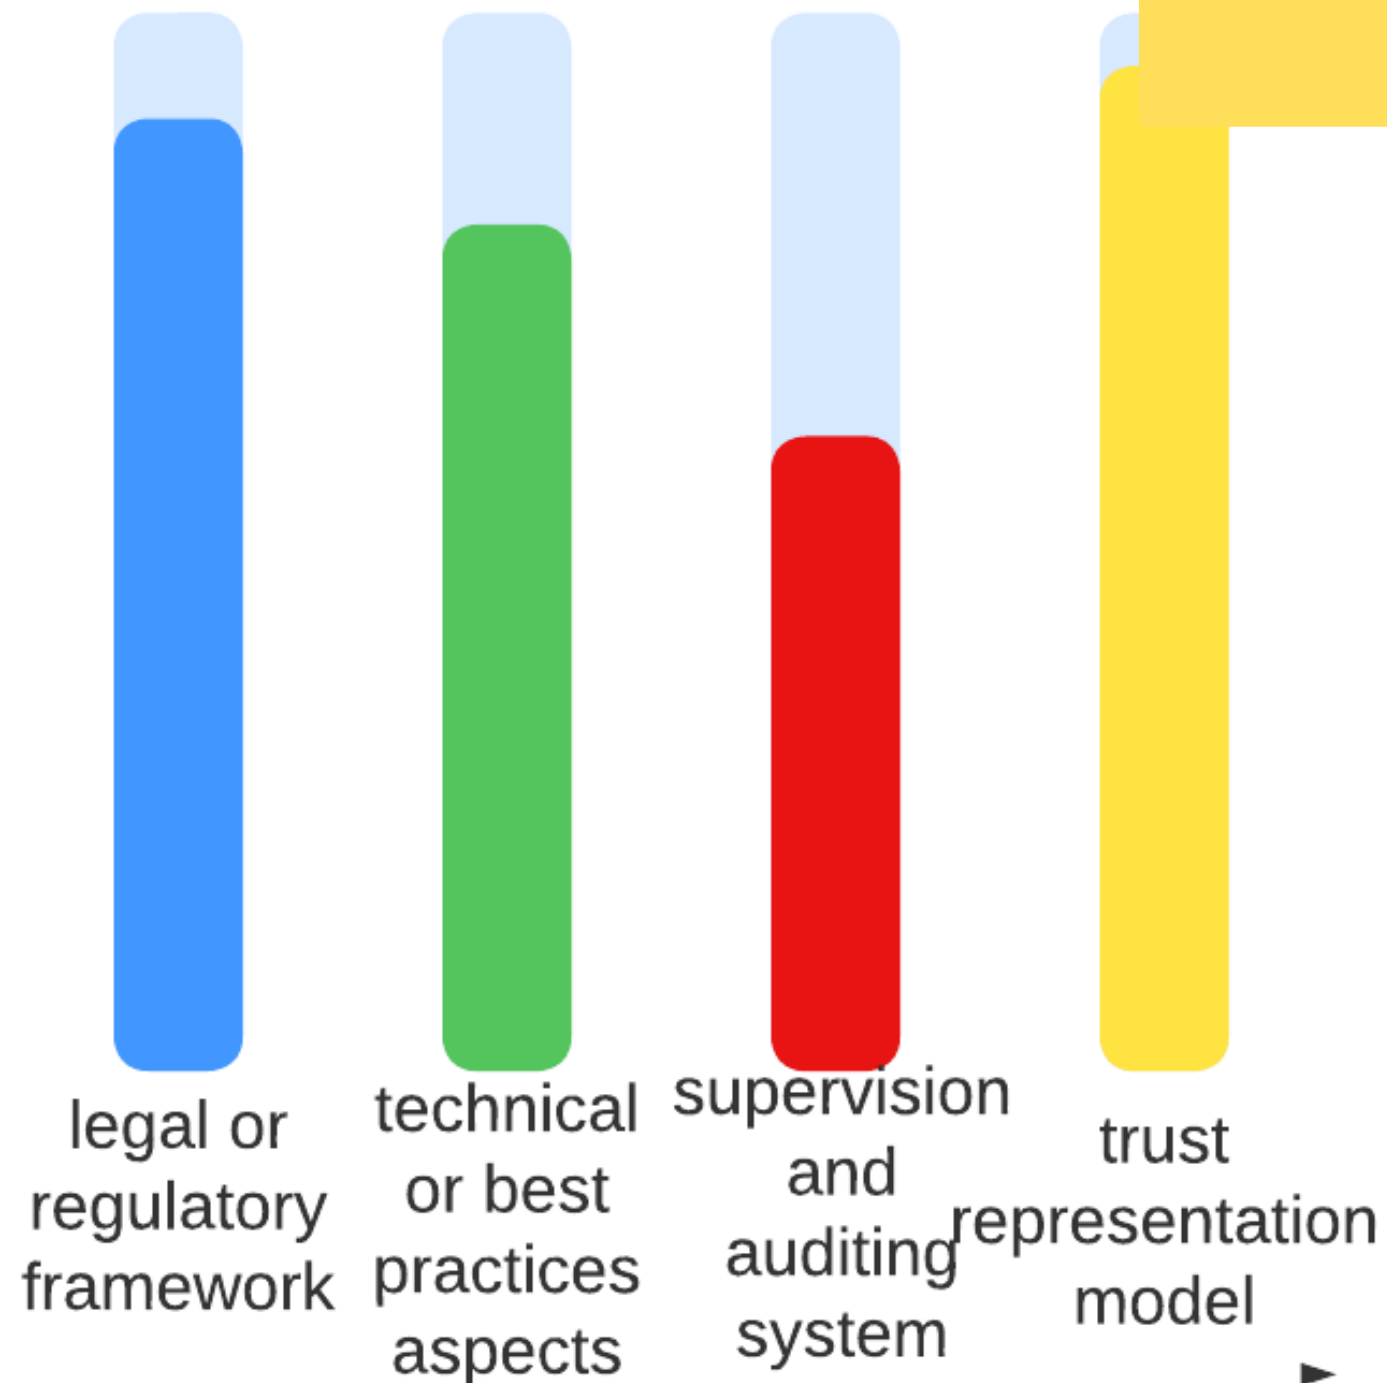 legal or
regulatory
framework
technical
or best
practices
aspects
supervision
and
auditing
system
trust
representation
model